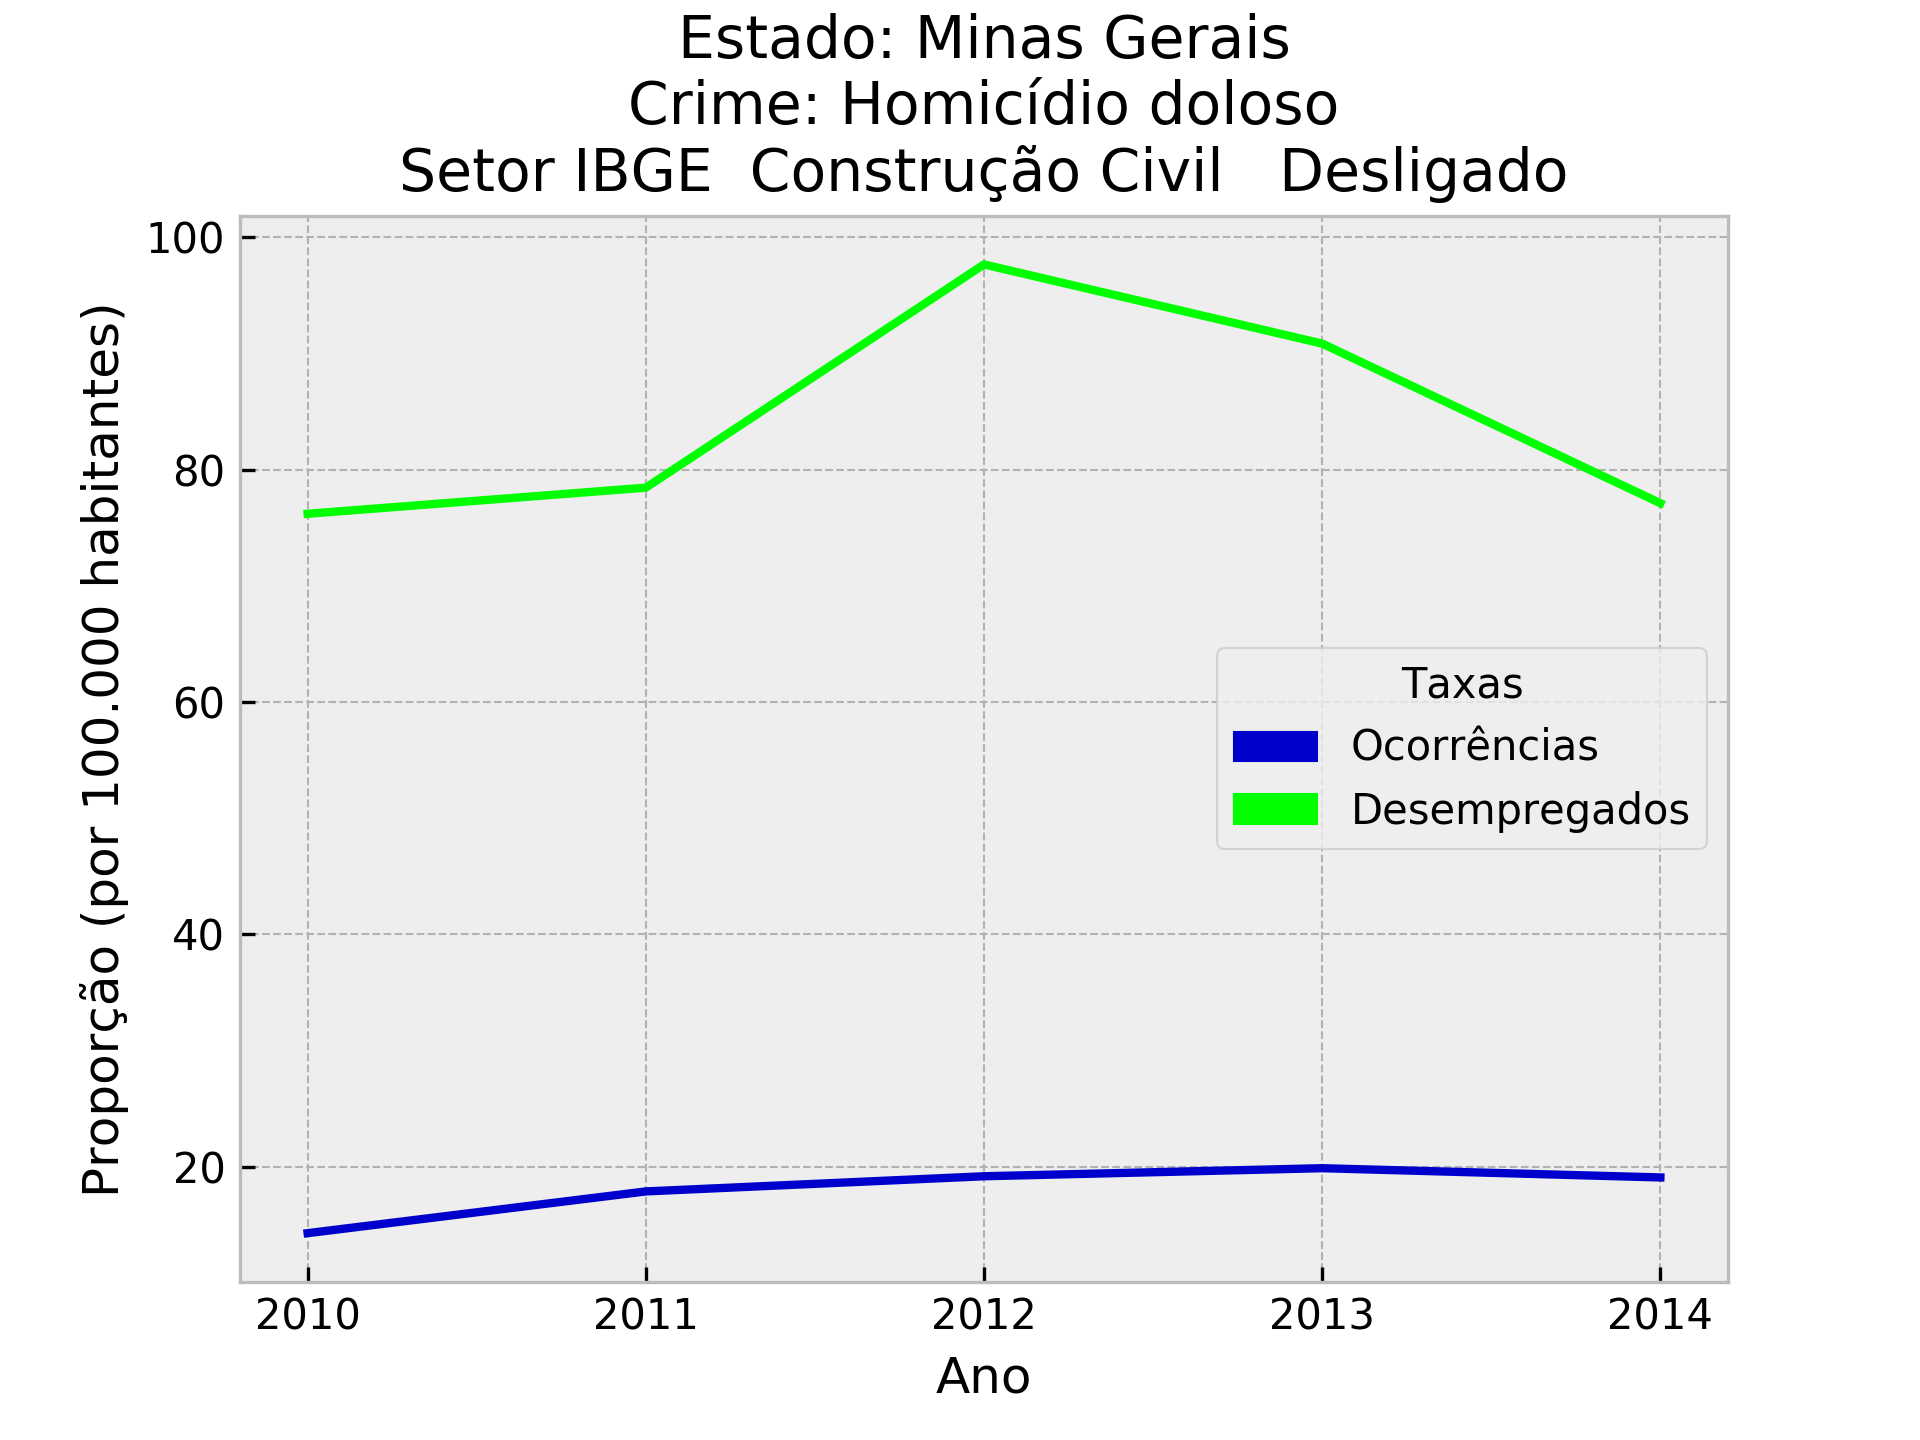 Estado: Minas Gerais
Crime: Homicídio doloso
Setor IBGE  Construção Civil   Desligado
Proporção (por 100.000 habitantes)
100
80
60
40
20
Taxas
Ocorrências
Desempregados
2010
2011
2012
2013
2014
Ano